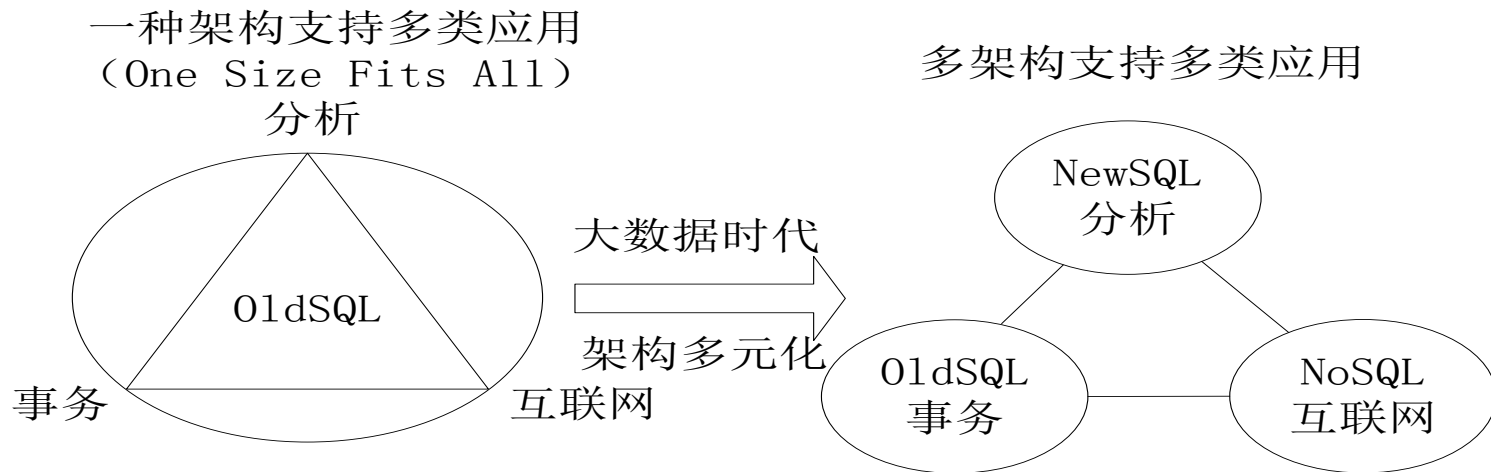 一种架构支持多类应用
（One Size Fits All）
分析
OldSQL
事务
互联网
大数据时代
架构多元化
多架构支持多类应用
NewSQL
分析
OldSQL
事务
NoSQL
互联网